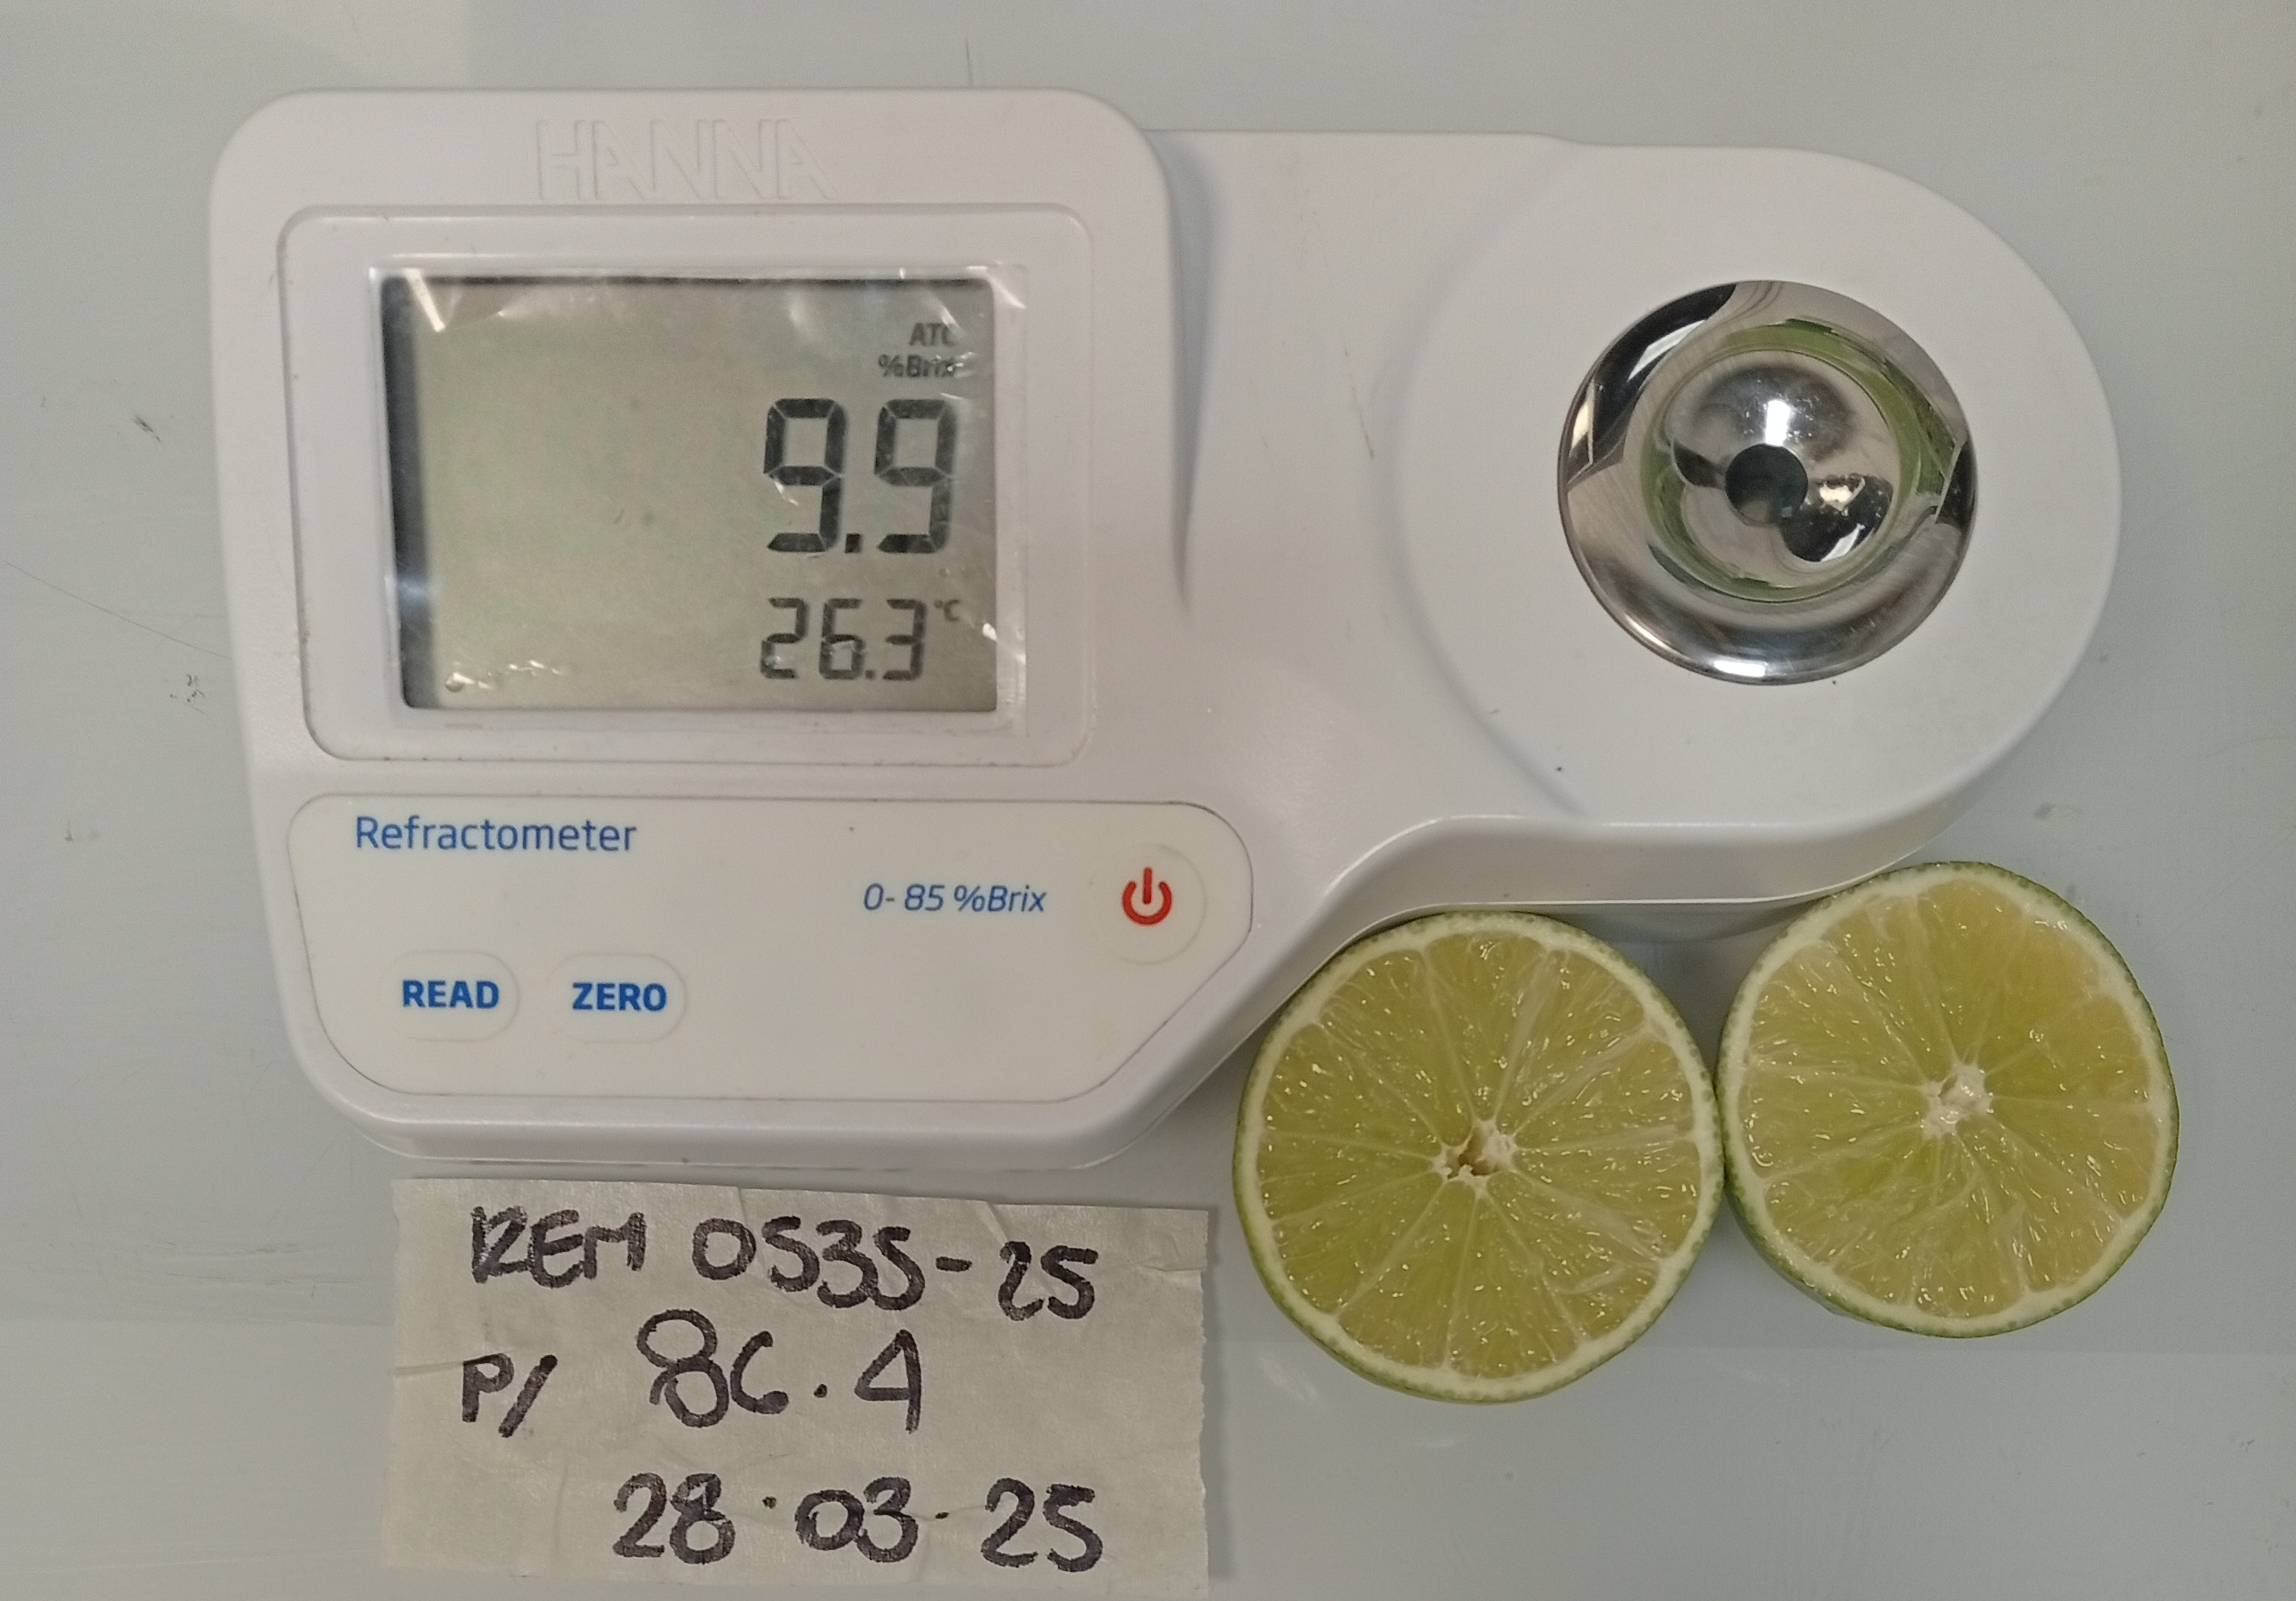 HANNA
ATC
%Brix
9.9
26.3 °C
Refractometer
0- 85 %Brix
READ ZERO
REM 0535-25
P/ 86.4
28.03.25